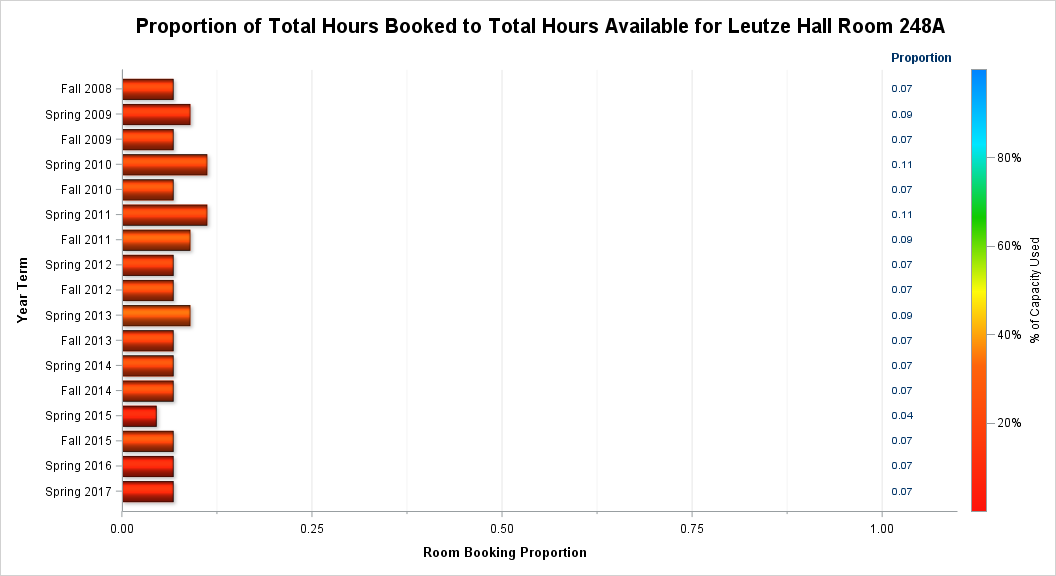 Proportion of Total Hours Booked to Total Hours Available for Leutze Hall Room 248A
Proportion
Fall 2008 0.07
Spring 2009 0.09
Fall 2009 0.07
Spring 2010 0.11
Fall 2010 0.07
Spring 2011 0.11
Fall 2011 0.09
Spring 2012 0.07
Fall 2012 0.07
Spring 2013 0.09
Fall 2013 0.07
Spring 2014 0.07
Fall 2014 0.07
Spring 2015 0.04
Fall 2015 0.07
Spring 2016 0.07
Spring 2017 0.07
Year Term
0.00 0.25 0.50 0.75 1.00
Room Booking Proportion
80%
60%
40%
20%
% of Capacity Used